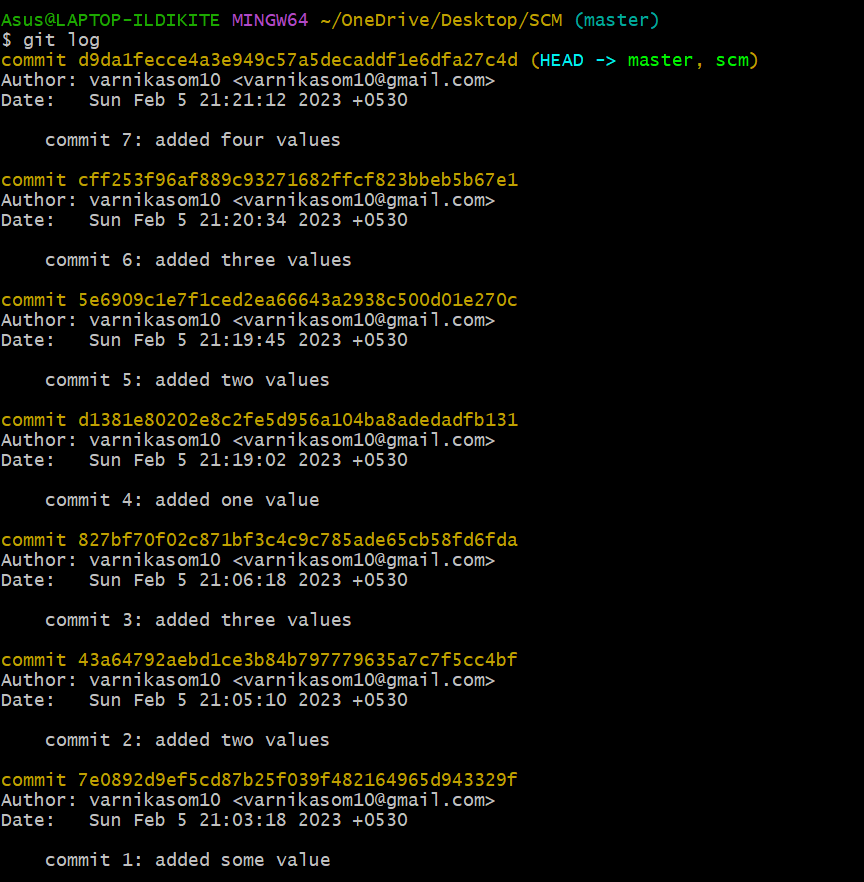 Asus@LAPTOP-ILDIKITE MINGW64 ~/OneDrive/Desktop/SCM (master)
$ git log
commit d9da1fecce4a3e949c57a5decaddf1e6dfa27c4d (HEAD -> master, scm)
Author: varnikasom10 <varnikasom10@gmail.com>
Date:   Sun Feb 5 21:21:12 2023 +0530
    commit 7: added four values
commit cff253f96af889c93271682ffcf823bbeb5b67e1
Author: varnikasom10 <varnikasom10@gmail.com>
Date:   Sun Feb 5 21:20:34 2023 +0530
    commit 6: added three values
commit 5e6909c1e7f1ced2ea66643a2938c500d01e270c
Author: varnikasom10 <varnikasom10@gmail.com>
Date:   Sun Feb 5 21:19:45 2023 +0530
    commit 5: added two values
commit d1381e80202e8c2fe5d956a104ba8adedadfb131
Author: varnikasom10 <varnikasom10@gmail.com>
Date:   Sun Feb 5 21:19:02 2023 +0530
    commit 4: added one value
commit 827bf70f02c871bf3c4c9c785ade65cb58fd6fda
Author: varnikasom10 <varnikasom10@gmail.com>
Date:   Sun Feb 5 21:06:18 2023 +0530
    commit 3: added three values
commit 43a64792aebd1ce3b84b797779635a7c7f5cc4bf
Author: varnikasom10 <varnikasom10@gmail.com>
Date:   Sun Feb 5 21:05:10 2023 +0530
    commit 2: added two values
commit 7e0892d9ef5cd87b25f039f482164965d943329f
Author: varnikasom10 <varnikasom10@gmail.com>
Date:   Sun Feb 5 21:03:18 2023 +0530
    commit 1: added some value